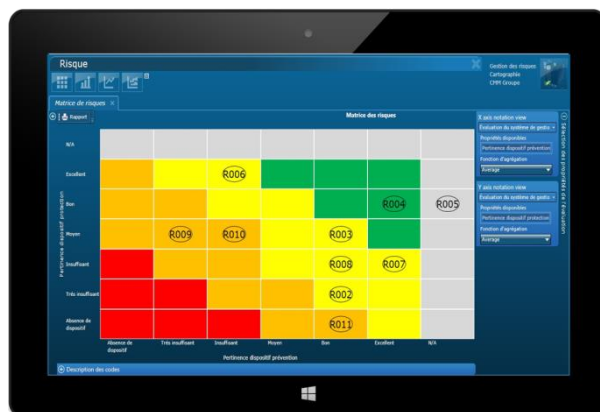 Risque
Gestion des risques
Cartographie
CMM Groupe
Matrice de risques
Rapport
Matrice des risques
N/A
Excellent
R006
Bon
R004
R005
Moyen
R009
R010
R003
Insuffisant
R008
R007
Très insuffisant
R002
Absence de
dispositif
R011
Pertinence dispositif protection
Absence de
dispositif
Très insuffisant
Insuffisant
Moyen
Bon
Excellent
N/A
Pertinence dispositif prévention
Description des codes
X axis notation view
Évaluation du système de gestio
Propriétés disponibles
Pertinence dispositif prévention
Fonction d'agrégation
Average
Y axis notation view
Évaluation du système de gestio
Propriétés disponibles
Pertinence dispositif protection
Fonction d'agrégation
Average
Sélection des propriétés de l'évaluation